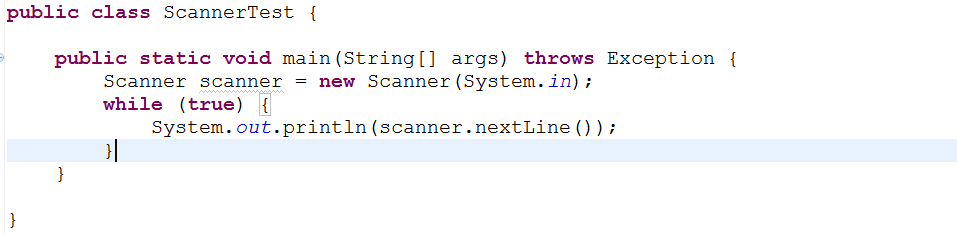 public class ScannerTest {
public static void main(String[] args) throws Exception {
Scanner scanner = new Scanner(System.in);
while (true) {
System.out.println(scanner.nextLine());
}
}
}